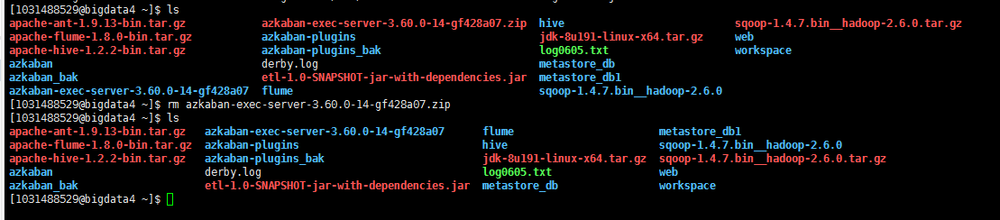 [1031488529@bigdata4 ~]$ ls
apache-ant-1.9.13-bin.tar.gz azkaban-exec-server-3.60.0-14-gf428a07.zip hive sqoop-1.4.7.bin__hadoop-2.6.0.tar.gz
apache-flume-1.8.0-bin.tar.gz azkaban-plugins jdk-8u191-linux-x64.tar.gz web
apache-hive-1.2.2-bin.tar.gz azkaban-plugins_bak log0605.txt workspace
azkaban derby.log metastore_db
azkaban_bak etl-1.0-SNAPSHOT-jar-with-dependencies.jar metastore_db1
azkaban-exec-server-3.60.0-14-gf428a07 flume sqoop-1.4.7.bin__hadoop-2.6.0
[1031488529@bigdata4 ~]$ rm azkaban-exec-server-3.60.0-14-gf428a07.zip
[1031488529@bigdata4 ~]$ ls
apache-ant-1.9.13-bin.tar.gz azkaban-exec-server-3.60.0-14-gf428a07 flume metastore_db1
apache-flume-1.8.0-bin.tar.gz azkaban-plugins hive sqoop-1.4.7.bin__hadoop-2.6.0
apache-hive-1.2.2-bin.tar.gz azkaban-plugins_bak jdk-8u191-linux-x64.tar.gz sqoop-1.4.7.bin__hadoop-2.6.0.tar.gz
azkaban derby.log log0605.txt web
azkaban_bak etl-1.0-SNAPSHOT-jar-with-dependencies.jar metastore_db workspace
[1031488529@bigdata4 ~]$